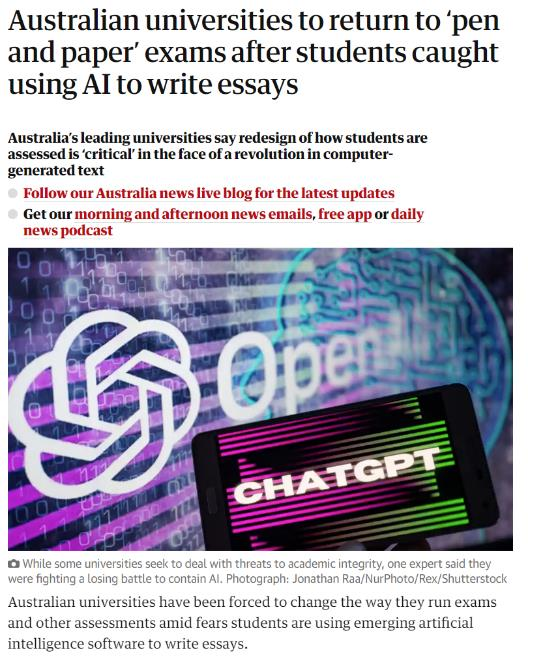 Australian universities to return to ‘pen
and paper’ exams after students caught
using AI to write essays
Australia’s leading universities say redesign of how students are
assessed is ‘critical’ in the face of a revolution in computer-
generated text
Follow our Australia news live blog for the latest updates
Get our morning and afternoon news emails, free app or daily
news podcast
OpenAI
CHATGPT
While some universities seek to deal with threats to academic integrity, one expert said they
were fighting a losing battle to contain AI. Photograph: Jonathan Raa/NurPhoto/Rex/Shutterstock
Australian universities have been forced to change the way they run exams
and other assessments amid fears students are using emerging artificial
intelligence software to write essays.